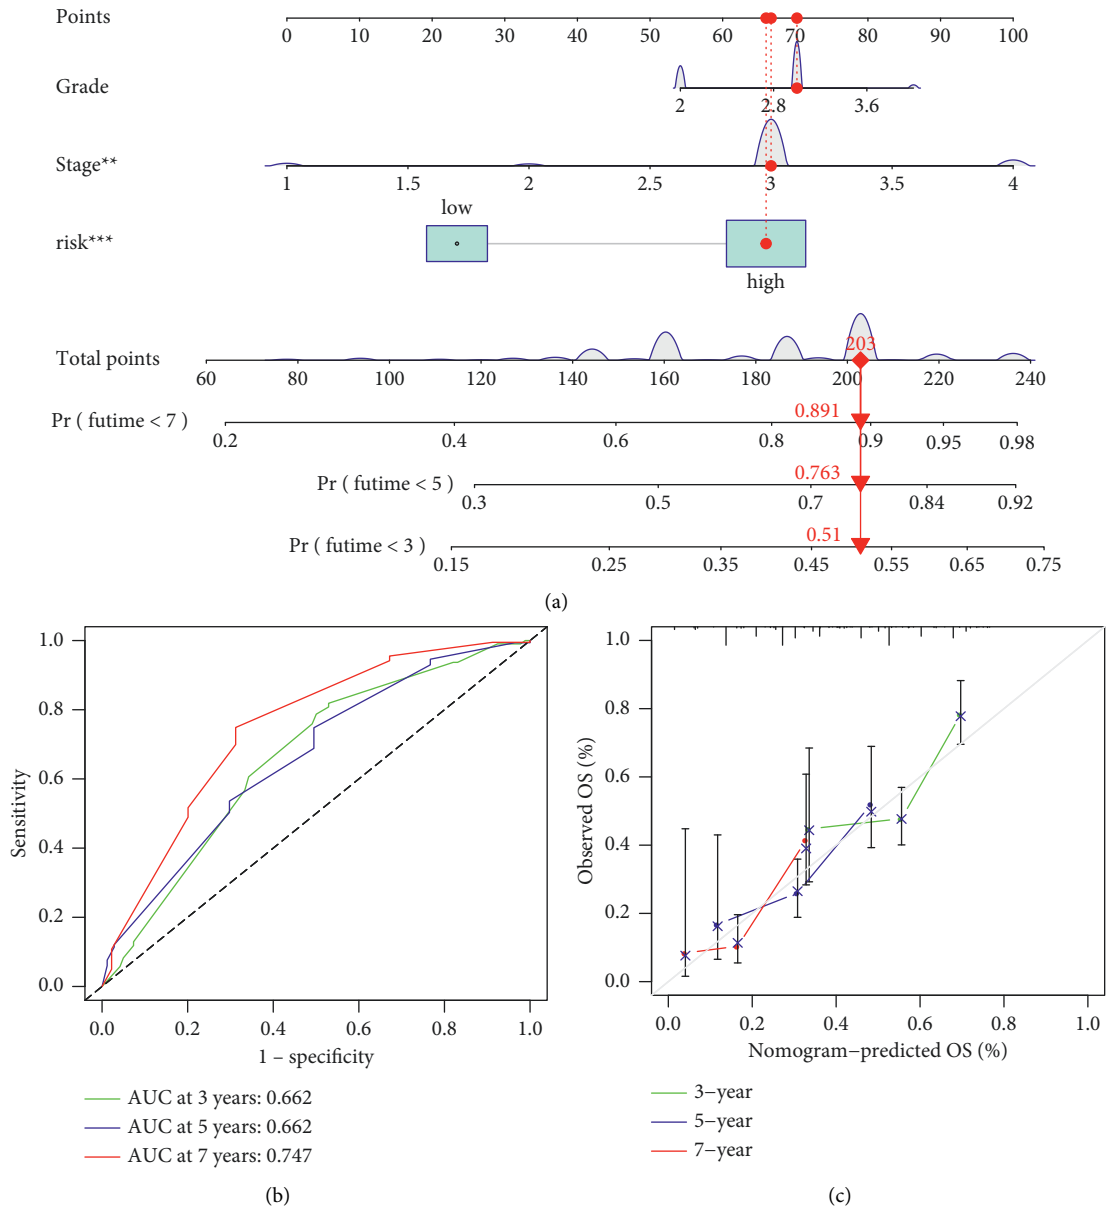 Points
0 10 20 30 40 50 60 70 80 90 100
Grade
2 2.8 3.6
Stage**
1 1.5 2 2.5 3 3.5 4
low
risk***
high
203
Total points
60 80 100 120 140 160 180 200 220 240
0.891
Pr ( futime < 7 )
0.2 0.4 0.6 0.8 0.9 0.95 0.98
0.763
Pr ( futime < 5 )
0.3 0.5 0.7 0.84 0.92
0.51
Pr ( futime < 3 )
0.15 0.25 0.35 0.45 0.55 0.65 0.75
(a)
1.0
0.8
0.6
0.4
0.2
0.0
Sensitivity
0.0 0.2 0.4 0.6 0.8 1.0
1 – specificity
AUC at 3 years: 0.662
AUC at 5 years: 0.662
AUC at 7 years: 0.747
(b)
1.0
0.8
0.6
0.4
0.2
0.0
Observed OS (%)
0.0 0.2 0.4 0.6 0.8 1.0
Nomogram−predicted OS (%)
3−year
5−year
7−year
(c)